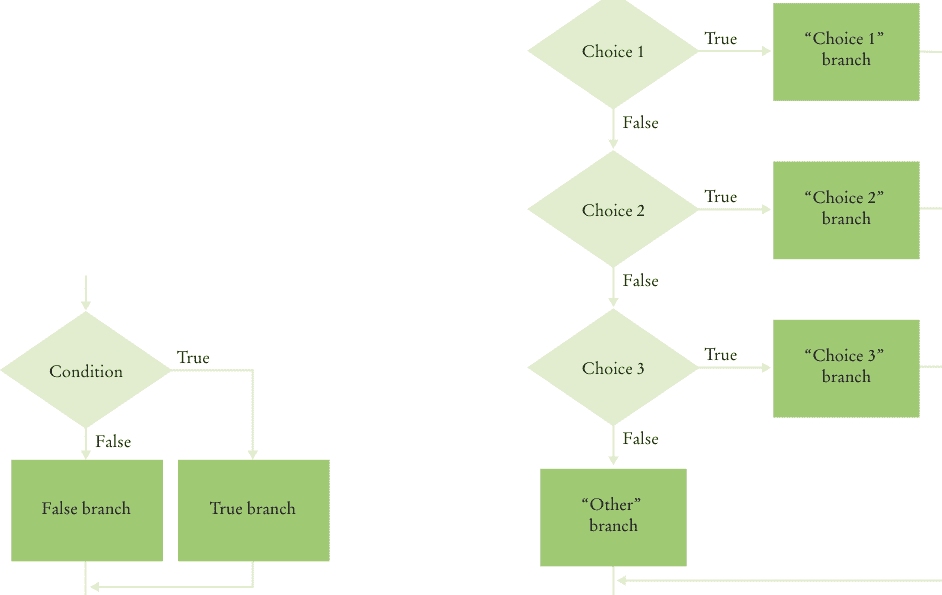 Condition
True
False
False branch
True branch
Choice 1
True
“Choice 1”
branch
False
Choice 2
True
“Choice 2”
branch
False
Choice 3
True
“Choice 3”
branch
False
“Other”
branch